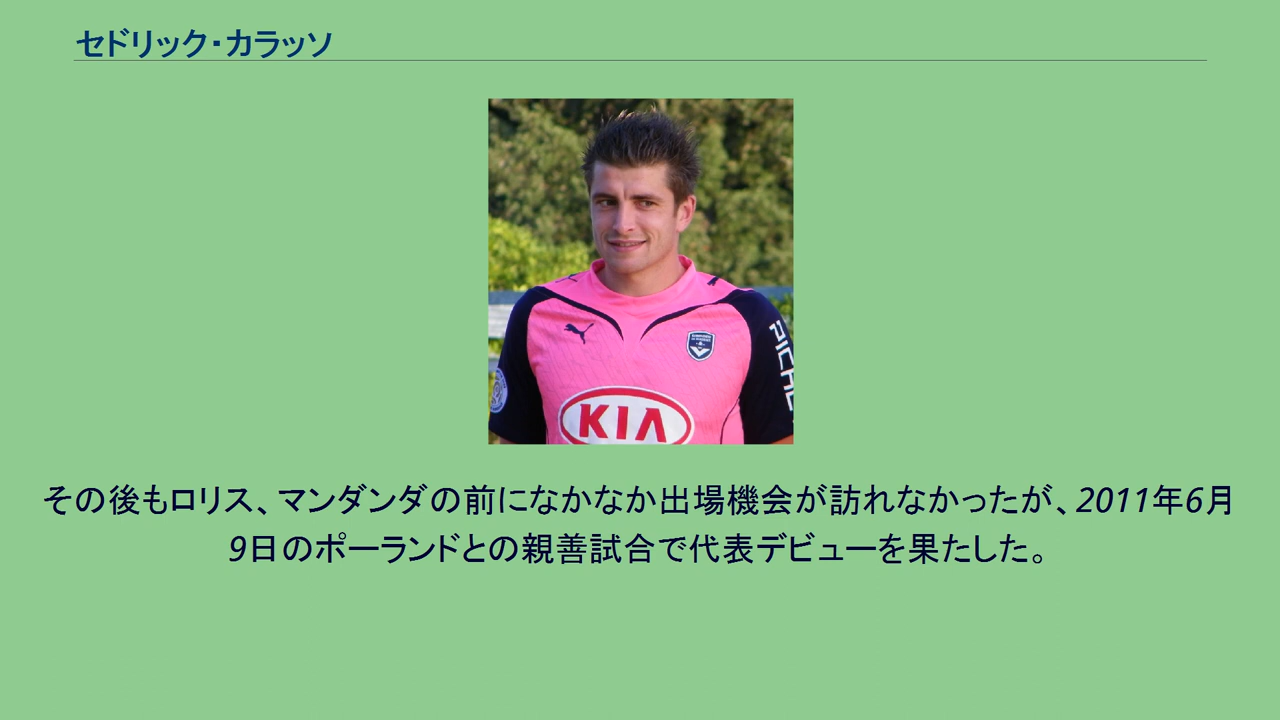 セドリック・カラッソ
KIA
その後もロリス、マンダンダの前になかなか出場機会が訪れなかったが、2011年6月
9日のポーランドとの親善試合で代表デビューを果たした。